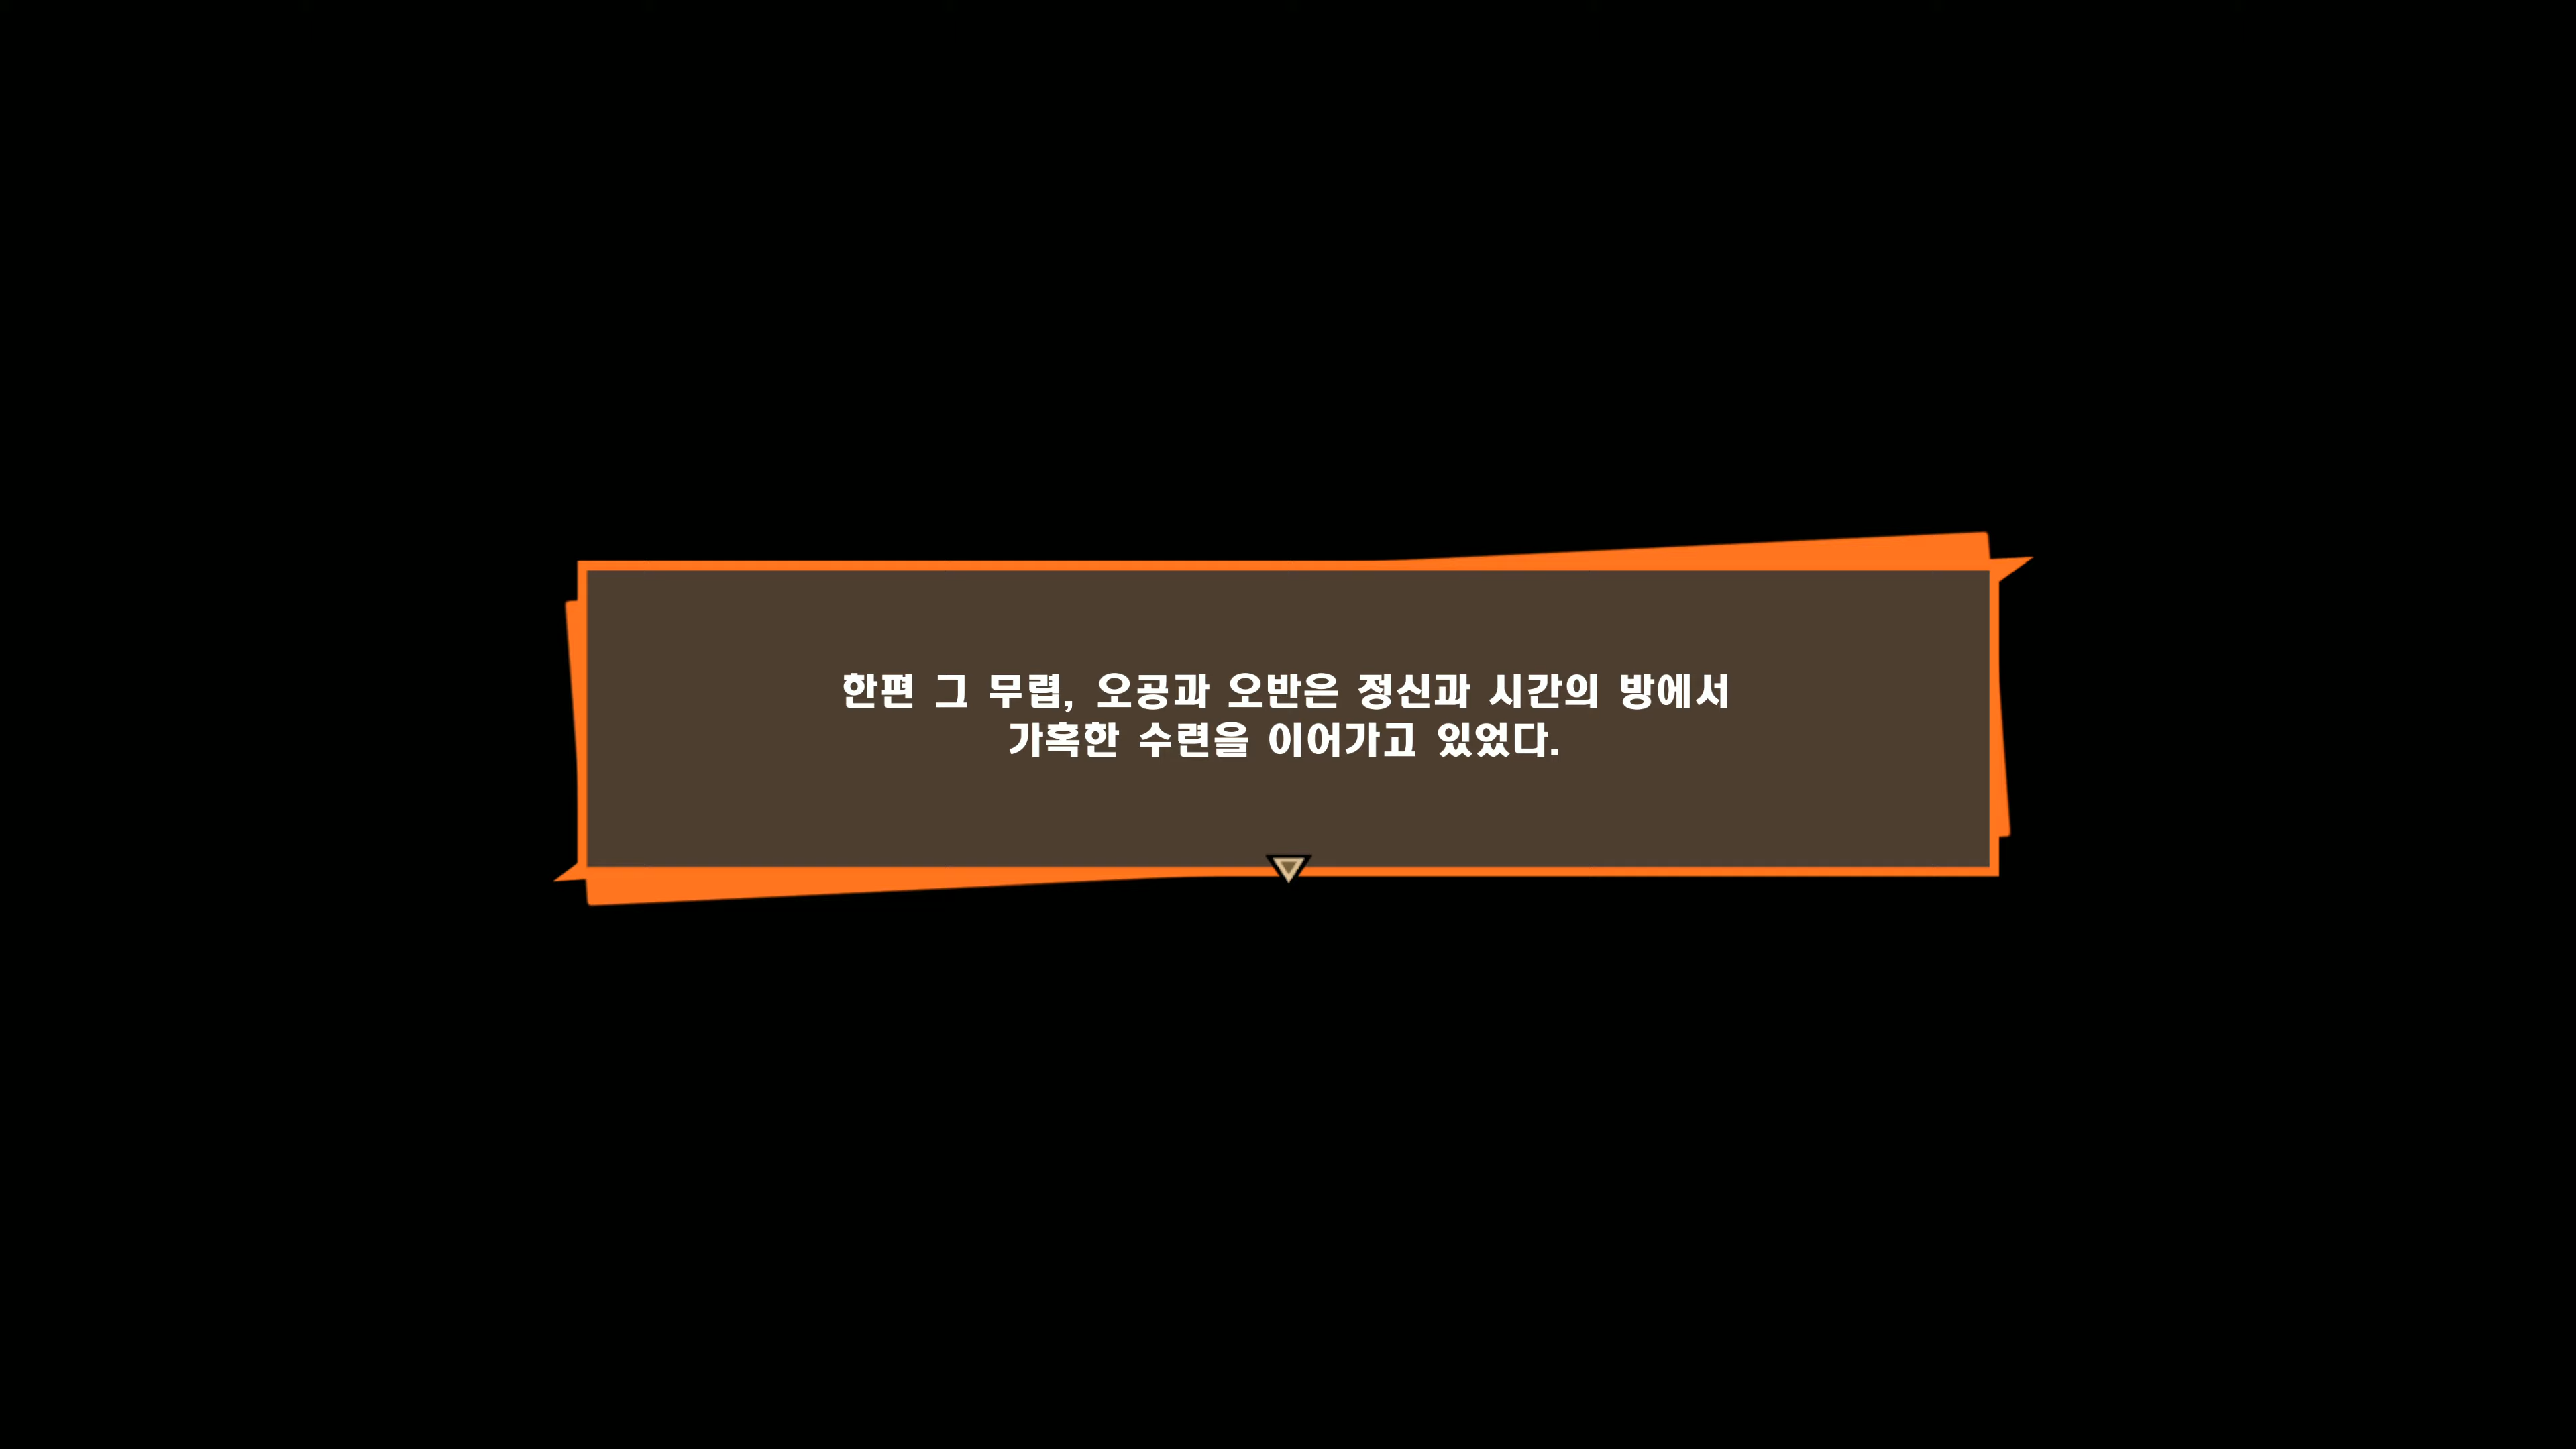 한편 그 무렵, 오공과 오반은 정신과 시간의 방에서
가혹한 수련을 이어가고 있었다.